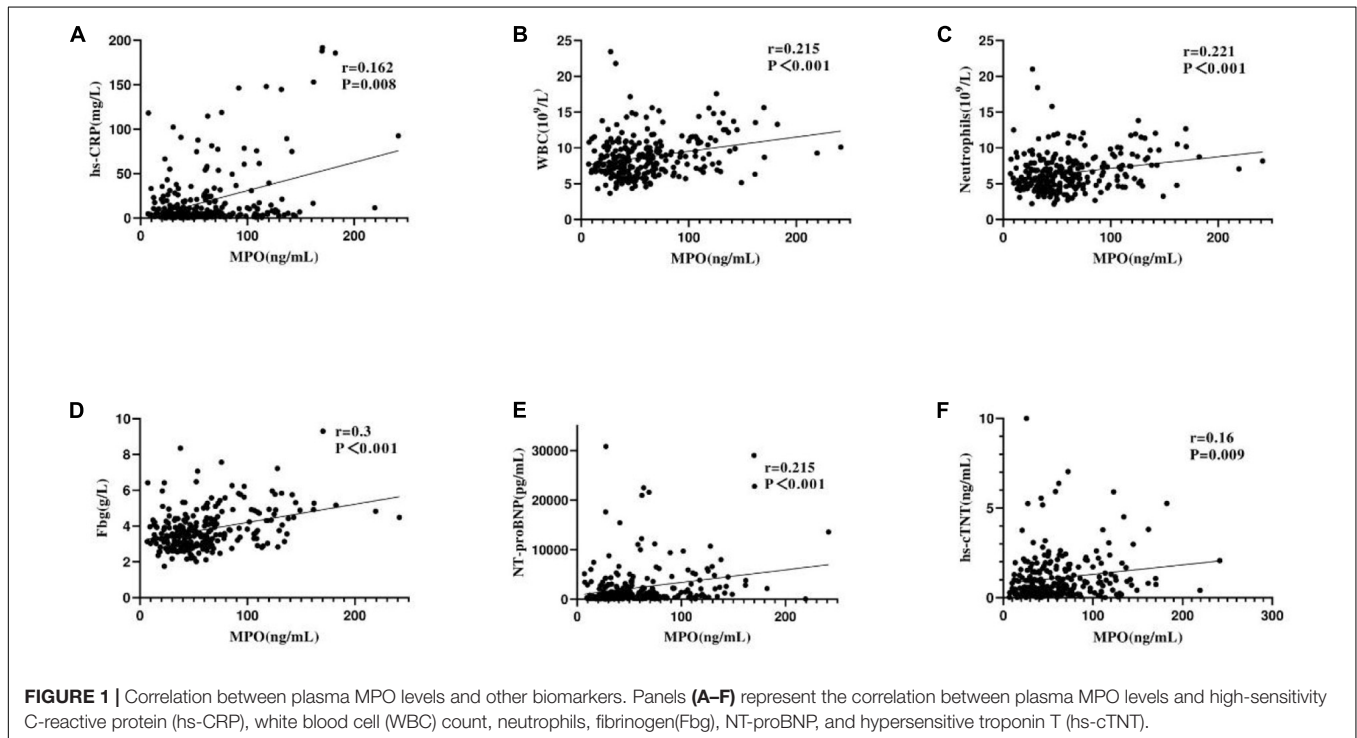 A
200
150
100
50
0
hs-CRP(mg/L)
r=0.162
P=0.008
0 100 200
MPO(ng/mL)
B
25
20
15
10
5
0
WBC(10^9/L)
r=0.215
P<0.001
0 100 200
MPO(ng/mL)
C
25
20
15
10
5
0
Neutrophils(10^9/L)
r=0.221
P<0.001
0 100 200
MPO(ng/mL)
D
10
8
6
4
2
0
Fbg(g/L)
r=0.3
P<0.001
0 100 200
MPO(ng/mL)
E
30000
20000
10000
0
NT-proBNP(pg/mL)
r=0.215
P<0.001
0 100 200
MPO(ng/mL)
F
10
5
0
hs-cTNT(ng/mL)
r=0.16
P=0.009
0 100 200 300
MPO(ng/mL)
FIGURE 1 | Correlation between plasma MPO levels and other biomarkers. Panels (A–F) represent the correlation between plasma MPO levels and high-sensitivity
C-reactive protein (hs-CRP), white blood cell (WBC) count, neutrophils, fibrinogen(Fbg), NT-proBNP, and hypersensitive troponin T (hs-cTNT).